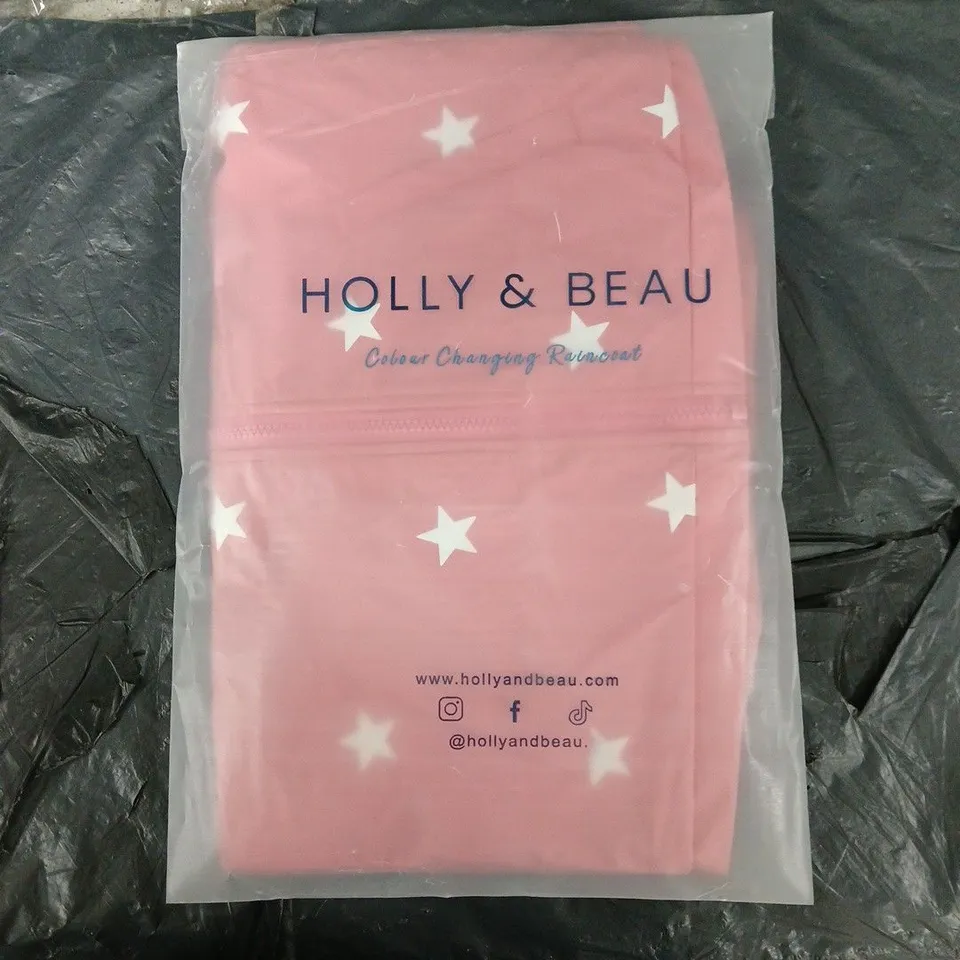 HOLLY & BEAU
Colour Changing Raincoat
www.hollyandbeau.com
@hollyandbeau.